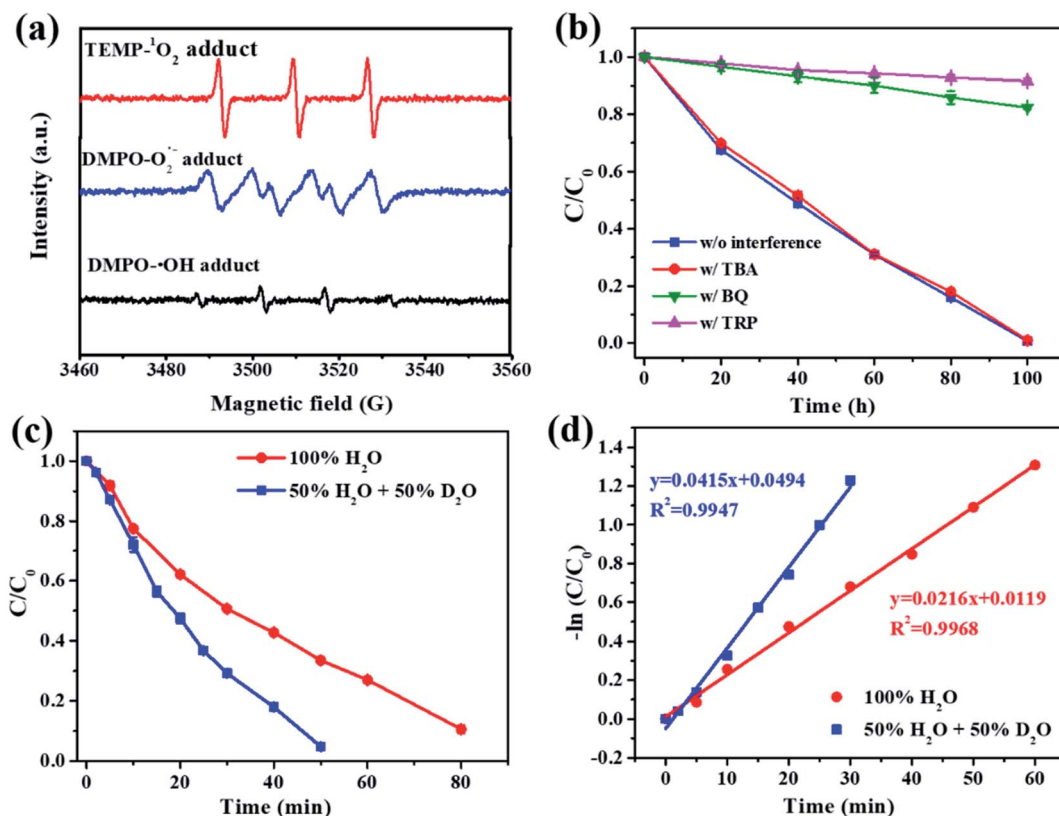 (a)
TEMP-¹O₂ adduct
DMPO-O₂˙⁻ adduct
DMPO-•OH adduct
Intensity (a.u.)
3460 3480 3500 3520 3540 3560
Magnetic field (G)
(b)
1.0
0.8
0.6
0.4
0.2
0.0
C/C₀
w/o interference
w/ TBA
w/ BQ
w/ TRP
0 20 40 60 80 100
Time (h)
(c)
1.0
0.8
0.6
0.4
0.2
0.0
C/C₀
100% H₂O
50% H₂O + 50% D₂O
0 20 40 60 80
Time (min)
(d)
1.4
1.2
1.0
0.8
0.6
0.4
0.2
0.0
-0.2
-ln (C/C₀)
y=0.0415x+0.0494
R²=0.9947
y=0.0216x+0.0119
R²=0.9968
100% H₂O
50% H₂O + 50% D₂O
0 10 20 30 40 50 60
Time (min)